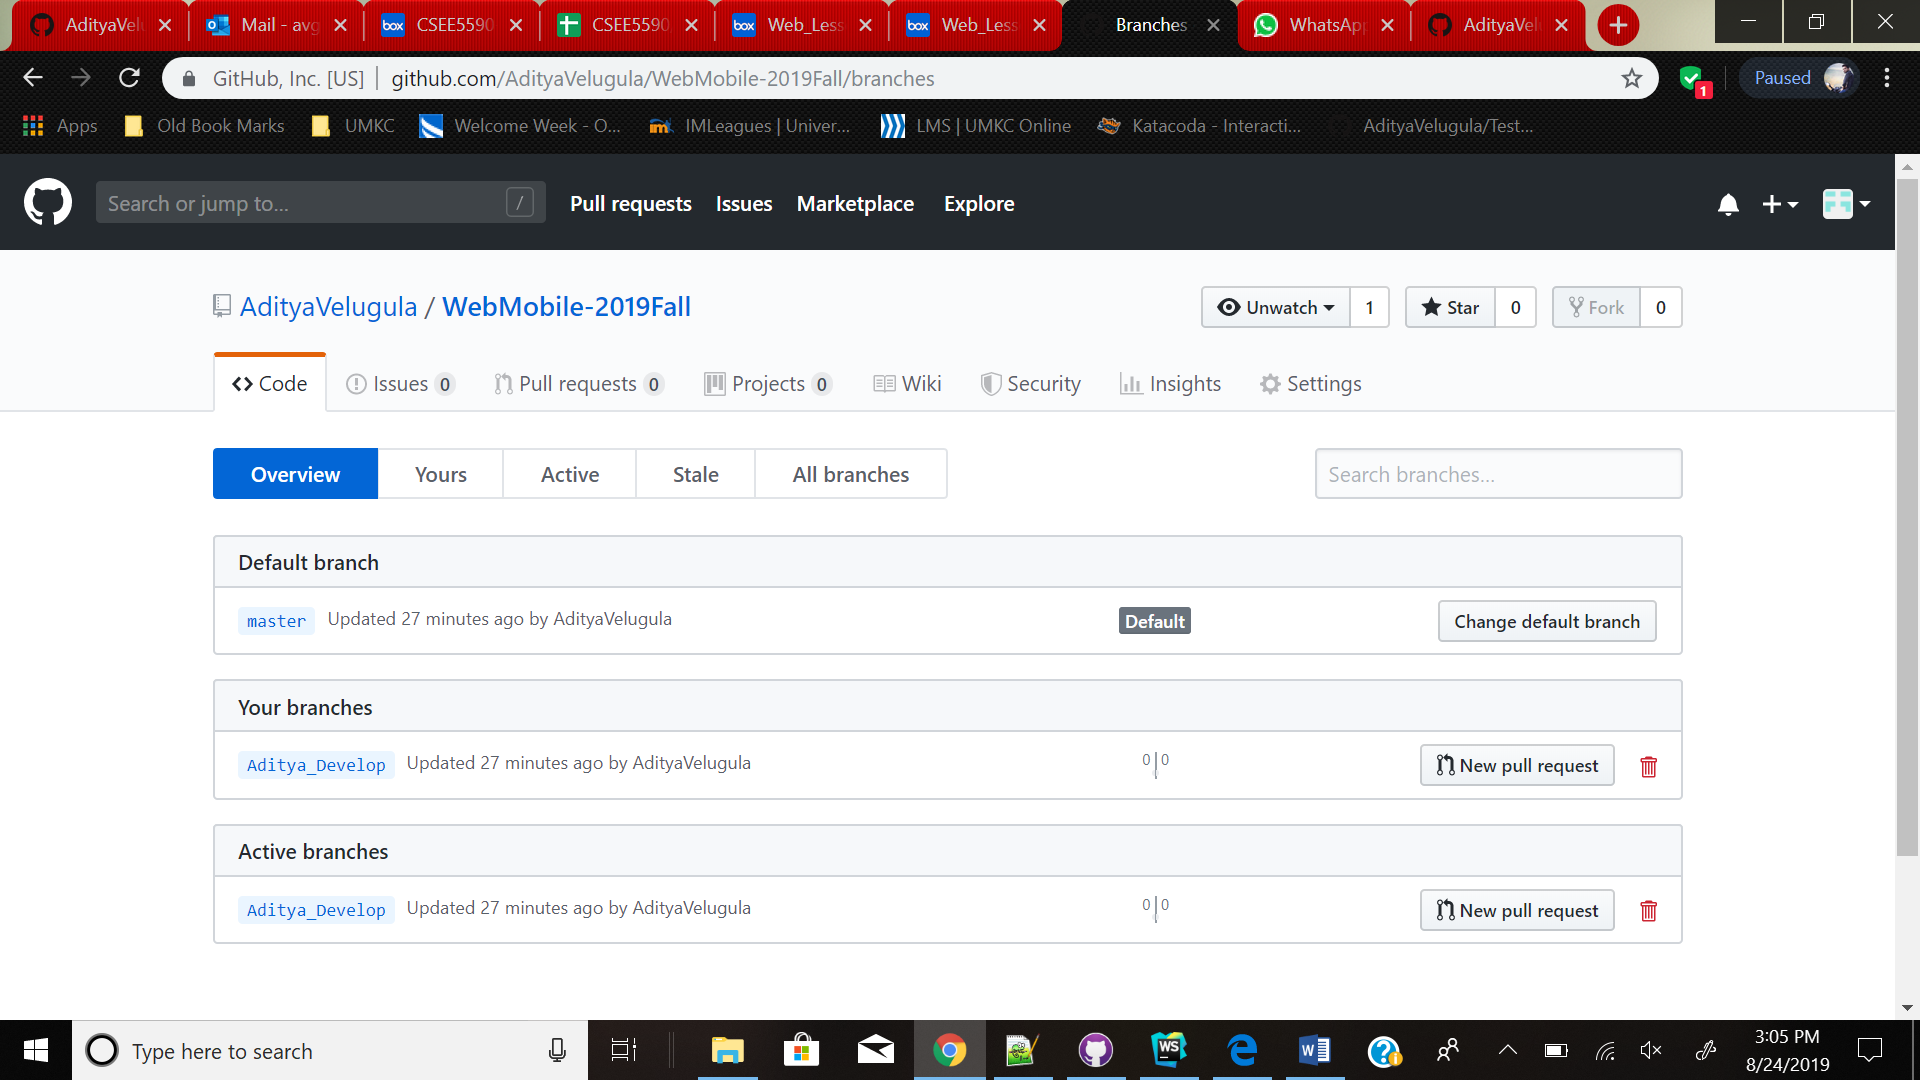 AdityaVelu
Mail - avg
CSEE5590
CSEE5590
Web_Less
Web_Less
Branches
WhatsApp
AdityaVelu
GitHub, Inc. [US] | github.com/AdityaVelugula/WebMobile-2019Fall/branches
Paused
1
Apps
Old Book Marks
UMKC
Welcome Week - O...
IMLeagues | Univer...
LMS | UMKC Online
Katacoda - Interacti...
AdityaVelugula/Test...
Search or jump to...
/
Pull requests
Issues
Marketplace
Explore
AdityaVelugula / WebMobile-2019Fall
Unwatch 1
Star 0
Fork 0
Code
Issues 0
Pull requests 0
Projects 0
Wiki
Security
Insights
Settings
Overview
Yours
Active
Stale
All branches
Search branches...
Default branch
master Updated 27 minutes ago by AdityaVelugula
Default
Change default branch
Your branches
Aditya_Develop Updated 27 minutes ago by AdityaVelugula
0|0
New pull request
Active branches
Aditya_Develop Updated 27 minutes ago by AdityaVelugula
0|0
New pull request
Type here to search
3:05 PM
8/24/2019